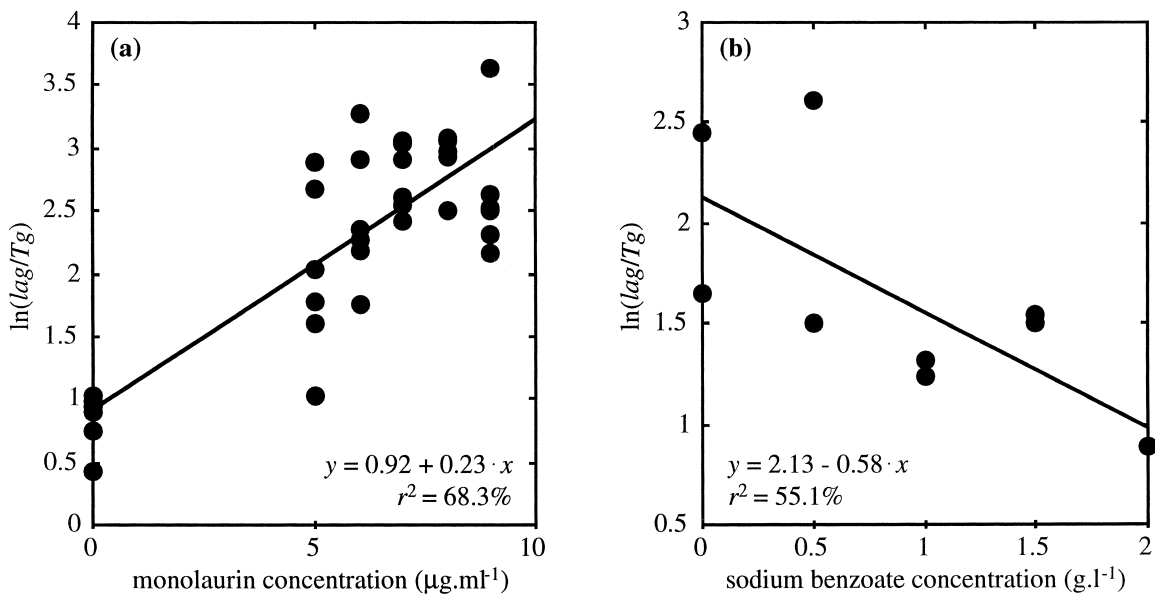 (a)
4
3.5
3
2.5
2
1.5
1
0.5
0
ln(lag/Tg)
y = 0.92 + 0.23 · x
r² = 68.3%
0 5 10
monolaurin concentration (µg.ml⁻¹)
(b)
3
2.5
2
1.5
1
0.5
ln(lag/Tg)
y = 2.13 - 0.58 · x
r² = 55.1%
0 0.5 1 1.5 2
sodium benzoate concentration (g.l⁻¹)